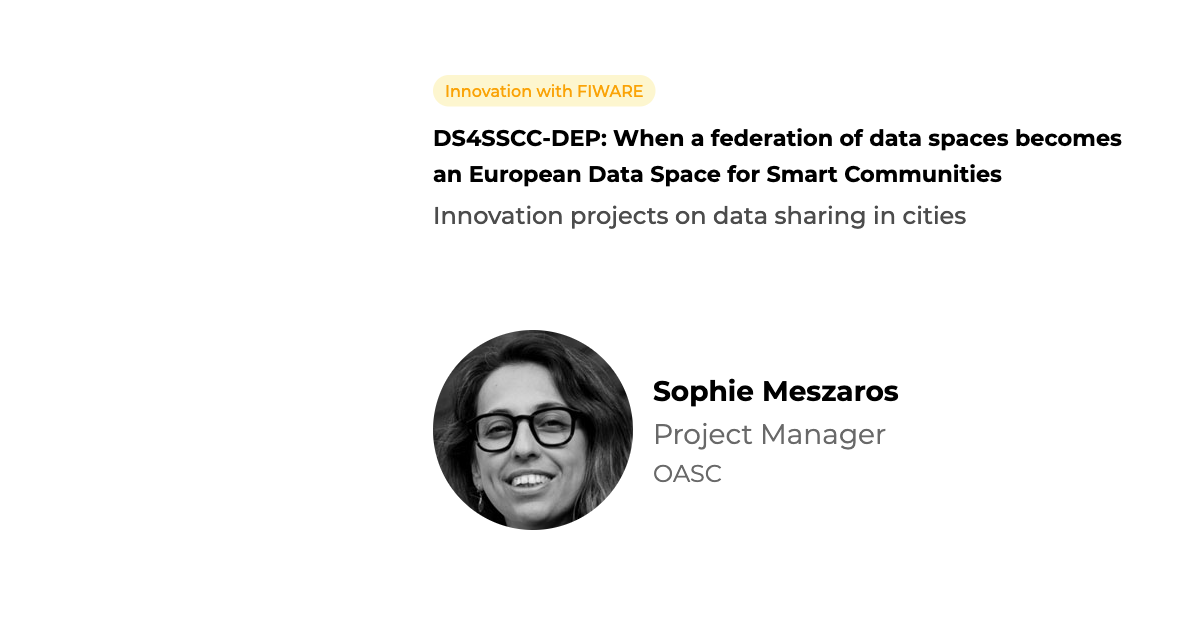 Innovation with FIWARE
DS4SSCC-DEP: When a federation of data spaces becomes
an European Data Space for Smart Communities
Innovation projects on data sharing in cities
Sophie Meszaros
Project Manager
OASC